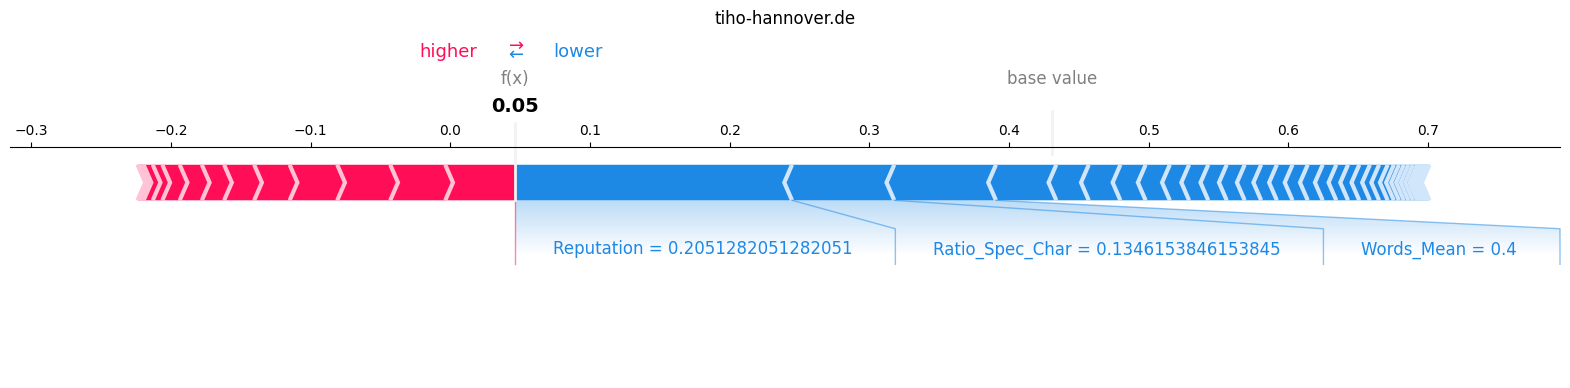 tiho-hannover.de
higher → ← lower
f(x) base value
0.05
−0.3 −0.2 −0.1 0.0 0.1 0.2 0.3 0.4 0.5 0.6 0.7
Reputation = 0.2051282051282051 Ratio_Spec_Char = 0.1346153846153845 Words_Mean = 0.4